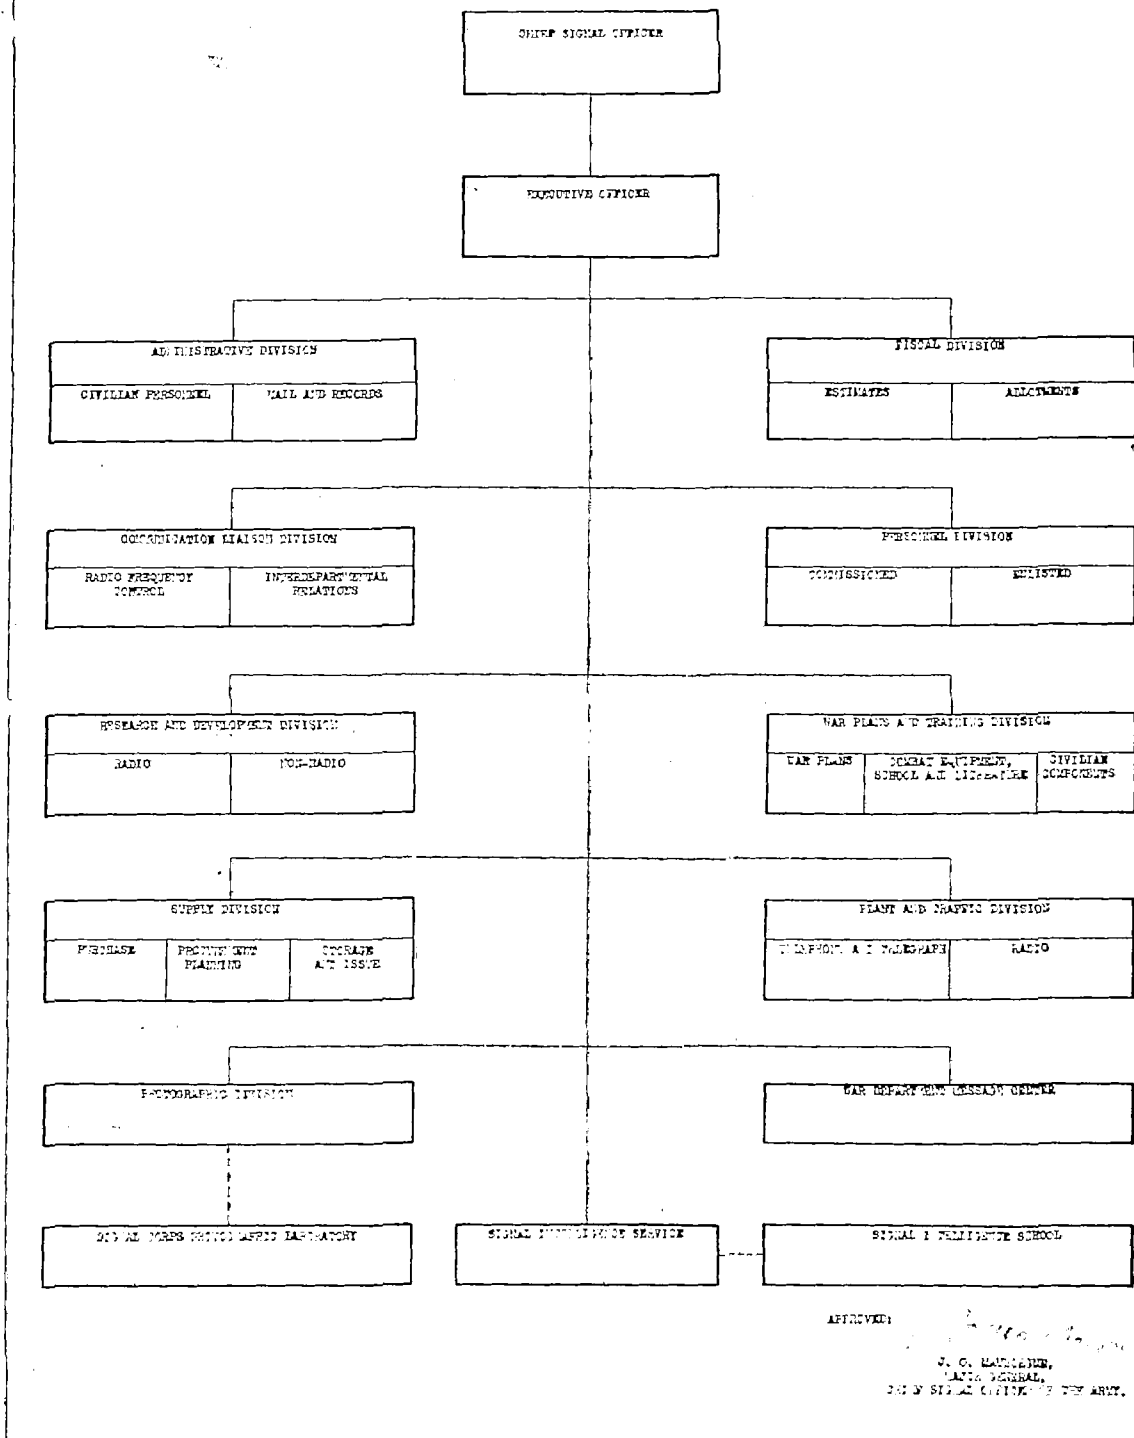 CHIEF SIGNAL OFFICER
EXECUTIVE OFFICER
ADMINISTRATIVE DIVISION
CIVILIAN PERSONNEL
MAIL AND RECORDS
FISCAL DIVISION
ESTIMATES
ALLOTMENTS
COMMUNICATION LIAISON DIVISION
RADIO FREQUENCY
CONTROL
INTERDEPARTMENTAL
RELATIONS
PERSONNEL DIVISION
COMMISSIONED
ENLISTED
RESEARCH AND DEVELOPMENT DIVISION
RADIO
NON-RADIO
WAR PLANS AND TRAINING DIVISION
WAR PLANS
COMBAT EQUIPMENT,
SCHOOL AND LITERATURE
CIVILIAN
COMPONENTS
SUPPLY DIVISION
PURCHASE
PROCUREMENT
PLANNING
STORAGE
AND ISSUE
PLANT AND TRAFFIC DIVISION
TELEPHONE AND TELEGRAPH
RADIO
PHOTOGRAPHIC DIVISION
WAR DEPARTMENT MESSAGE CENTER
SIGNAL CORPS PHOTOGRAPHIC LABORATORY
SIGNAL INTELLIGENCE SERVICE
SIGNAL INTELLIGENCE SCHOOL
APPROVED:
J. O. MAUBORGNE,
MAJOR GENERAL,
CHIEF SIGNAL OFFICER OF THE ARMY.